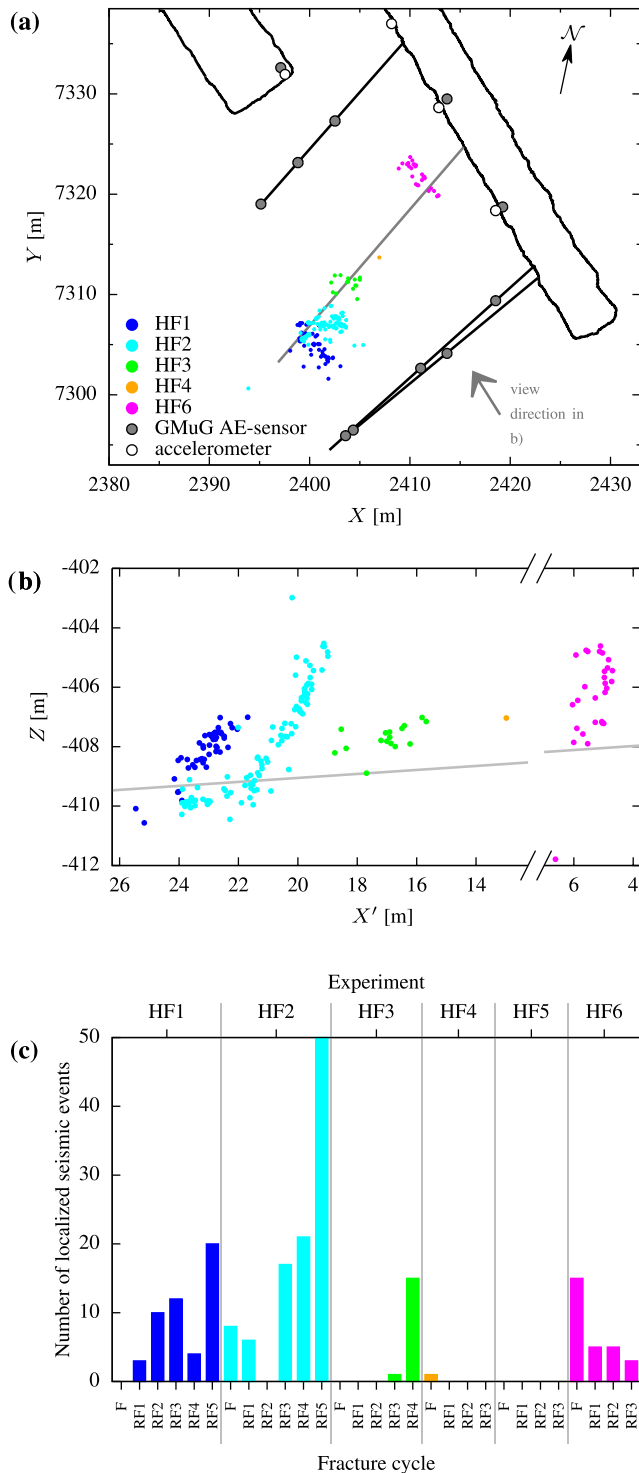 (a)
𝒩
7330
7320
7310
7300
Y [m]
HF1
HF2
HF3
HF4
HF6
GMuG AE-sensor
accelerometer
view
direction in
b)
2380 2390 2400 2410 2420 2430
X [m]
(b)
-402
-404
-406
-408
-410
-412
Z [m]
26 24 22 20 18 16 14 6 4
X′ [m]
Experiment
(c)
HF1 HF2 HF3 HF4 HF5 HF6
50
40
30
20
10
0
Number of localized seismic events
F RF1 RF2 RF3 RF4 RF5 F RF1 RF2 RF3 RF4 RF5 F RF1 RF2 RF3 RF4 F RF1 RF2 RF3 F RF1 RF2 RF3 F RF1 RF2 RF3
Fracture cycle